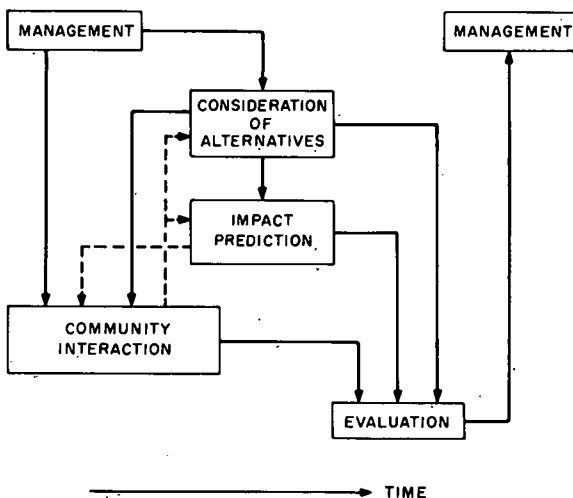 MANAGEMENT
MANAGEMENT
CONSIDERATION
OF
ALTERNATIVES
IMPACT
PREDICTION
COMMUNITY
INTERACTION
EVALUATION
TIME